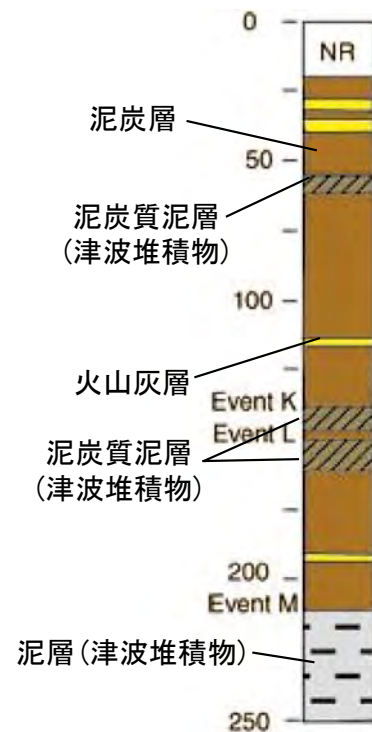 0
NR
泥炭層
50
泥炭質泥層
(津波堆積物)
100
火山灰層
Event K
Event L
泥炭質泥層
(津波堆積物)
200
Event M
泥層(津波堆積物)
250